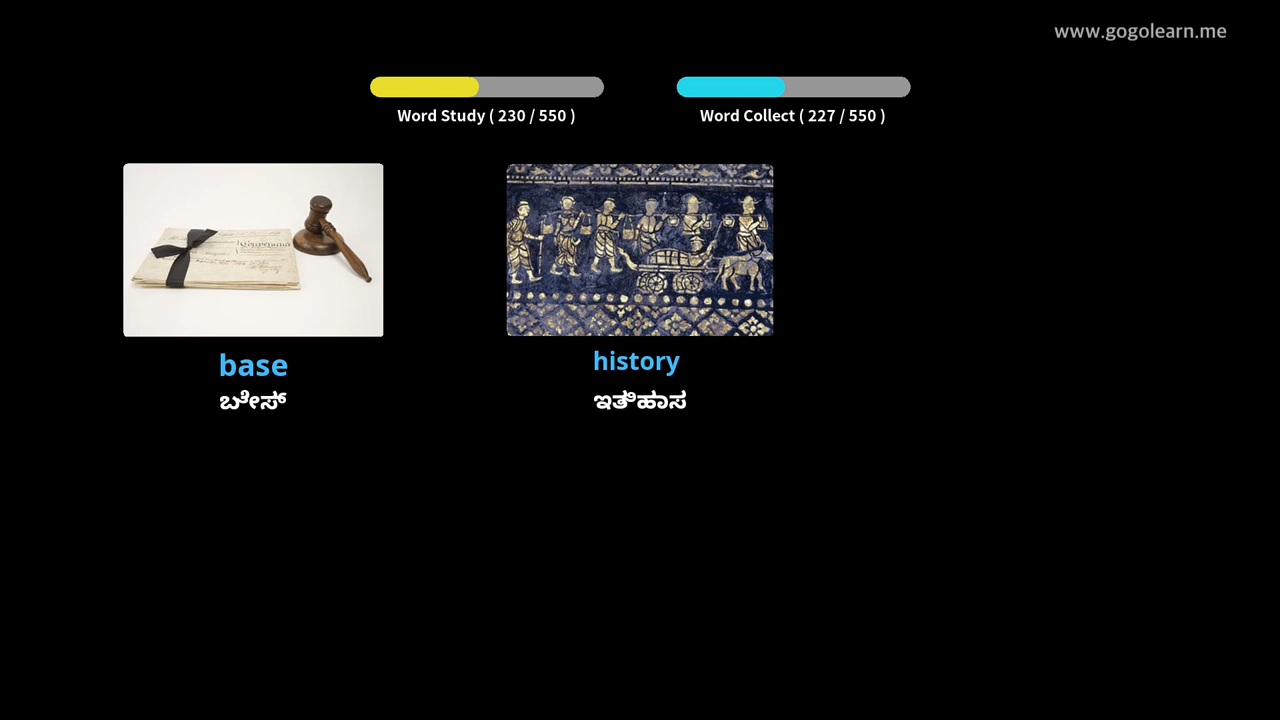 www.gogolearn.me
Word Study ( 230 / 550 )
Word Collect ( 227 / 550 )
base
ಬೇಸ್
history
ಇತಿಹಾಸ